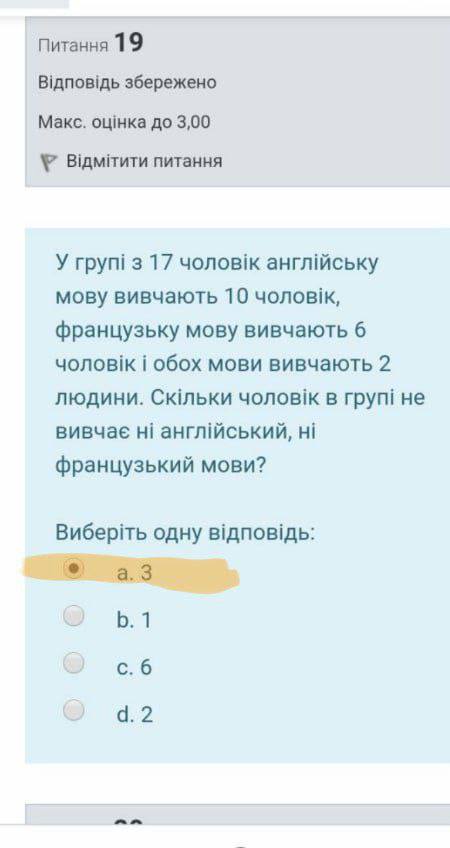 Питання 19
Відповідь збережено
Макс. оцінка до 3,00
Відмітити питання
У групі з 17 чоловік англійську
мову вивчають 10 чоловік,
французьку мову вивчають 6
чоловік і обох мови вивчають 2
людини. Скільки чоловік в групі не
вивчає ні англійський, ні
французький мови?
Виберіть одну відповідь:
a. 3
b. 1
c. 6
d. 2